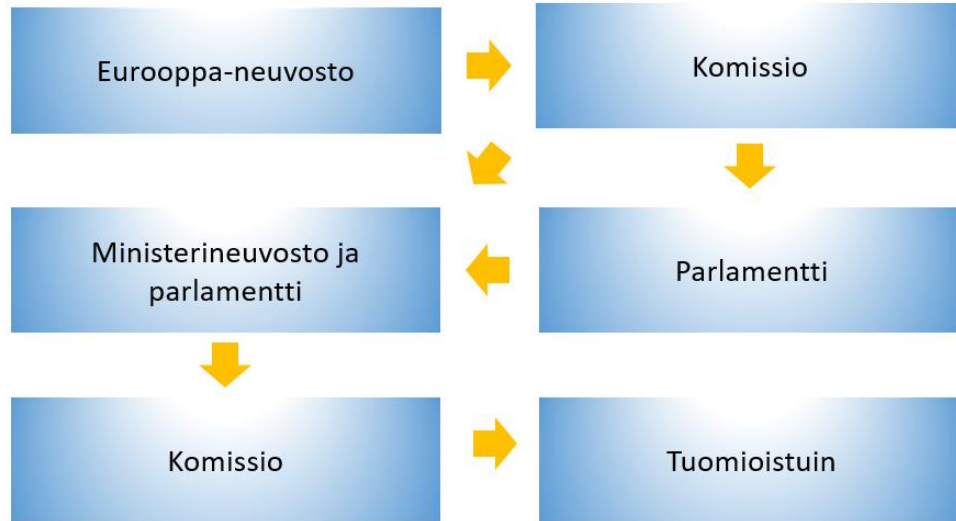 Eurooppa-neuvosto
Komissio
Ministerineuvosto ja
parlamentti
Parlamentti
Komissio
Tuomioistuin